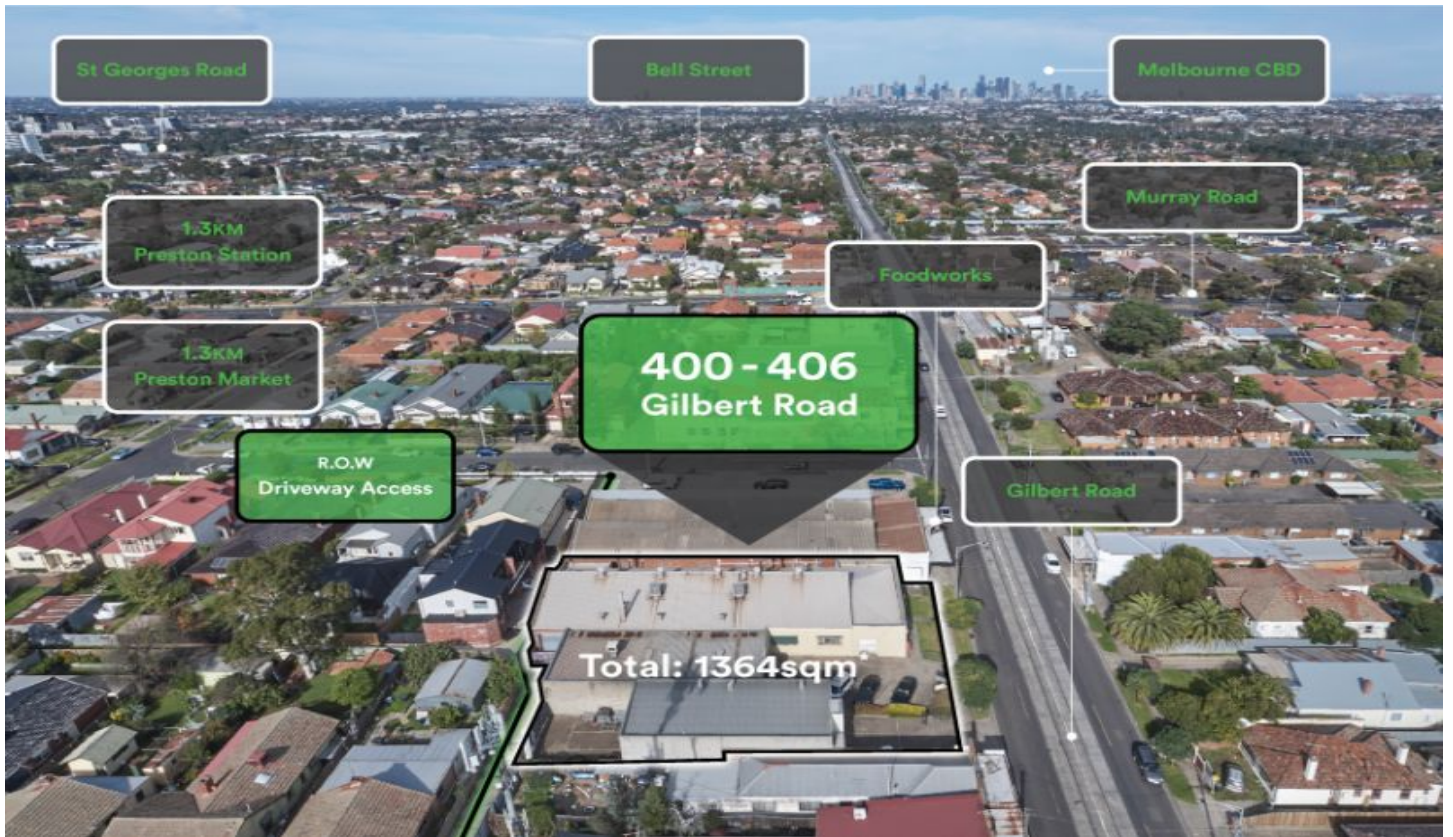 St Georges Road
Bell Street
Melbourne CBD
Murray Road
1.3KM
Preston Station
Foodworks
1.3KM
Preston Market
400 - 406
Gilbert Road
R.O.W
Driveway Access
Gilbert Road
Total: 1364sqm*